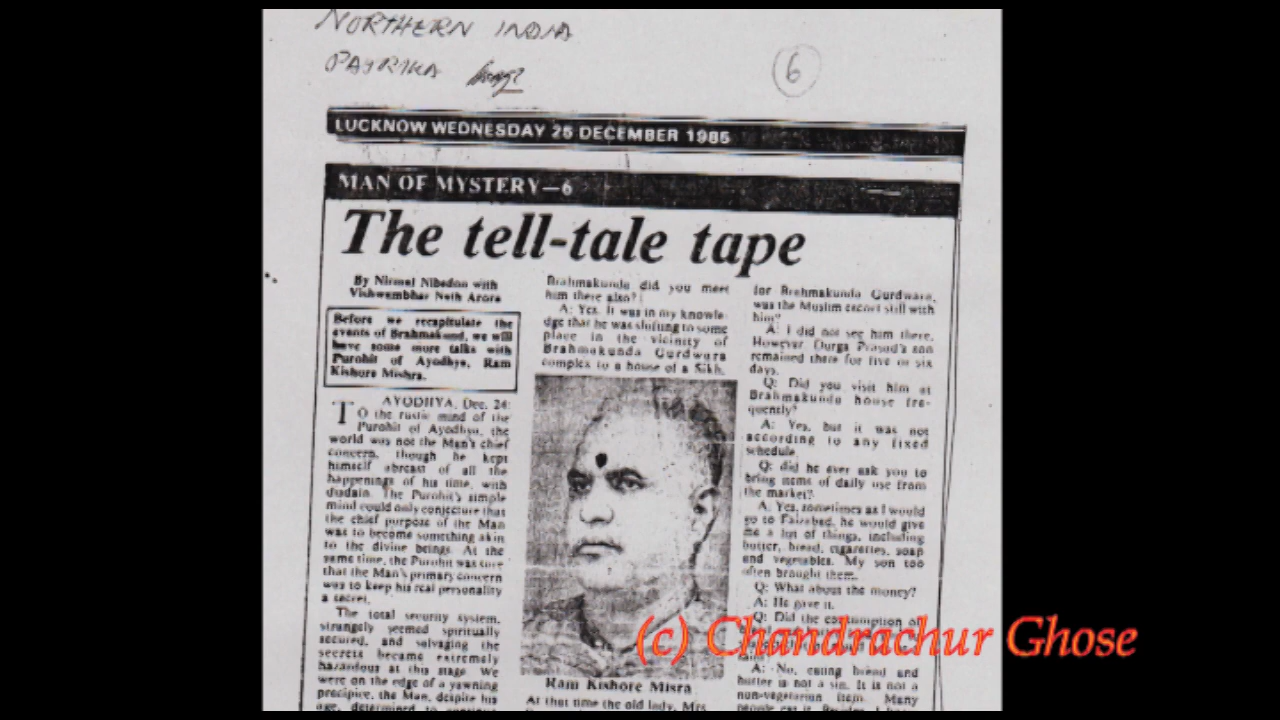 NORTHERN INDIA
PATRIKA
6
LUCKNOW WEDNESDAY 25 DECEMBER 1985
MAN OF MYSTERY—6
The tell-tale tape
By Nirmal Nibedon with
Vishwambhar Nath Arora
Before we recapitulate the
events of Brahmakund, we will
have some more talks with
Purohit of Ayodhya, Ram
Kishore Mishra.
AYODHYA, Dec. 24:
TO the rustic mind of the
Purohit of Ayodhya, the
world was not the Man's chief
concern, though he kept
himself abreast of all the
happenings of his time, with
disdain. The Purohit's simple
mind could only conjecture that
the chief purpose of the Man
was to become something akin
to the divine beings. At the
same time, the Purohit was sure
that the Man's primary concern
was to keep his real personality
a secret.
The total security system,
strangely seemed spiritually
secured, and salvaging the
secrets became extremely
hazardous at this stage. We
were on the edge of a yawning
precipice, the Man, despite his
age, determined to
Brahmakunda did you meet
him there also?
A: Yes. It was in my knowle-
dge that he was shifting to some
place in the vicinity of
Brahmakunda Gurdwara
complex to a house of a Sikh.
Ram Kishore Misra
At that time the old lady, Mrs
for Brahmakunda Gurdwara,
was the Muslim escort still with
him?
A: I did not see him there.
However Durga Prasad's son
remained there for five or six
days.
Q: Did you visit him at
Brahmakunda house fre-
quently?
A: Yes, but it was not
according to any fixed
schedule.
Q: did he ever ask you to
bring items of daily use from
the market?
A. Yes, sometimes as I would
go to Faizabad, he would give
me a lot of things, including
butter, bread, cigarettes, soap
and vegetables. My son too
often brought them.
Q: What about the money?
A: He gave it.
Q: Did the consumption of
A: No, eating bread and
butter is not a sin. It is not a
non-vegetarian item. Many
people eat it.
(c) Chandrachur Ghose